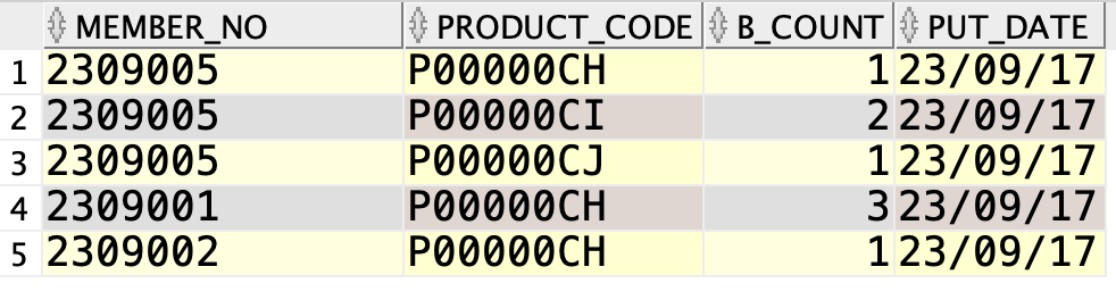 MEMBER_NO PRODUCT_CODE B_COUNT PUT_DATE
1 2309005 P00000CH 1 23/09/17
2 2309005 P00000CI 2 23/09/17
3 2309005 P00000CJ 1 23/09/17
4 2309001 P00000CH 3 23/09/17
5 2309002 P00000CH 1 23/09/17